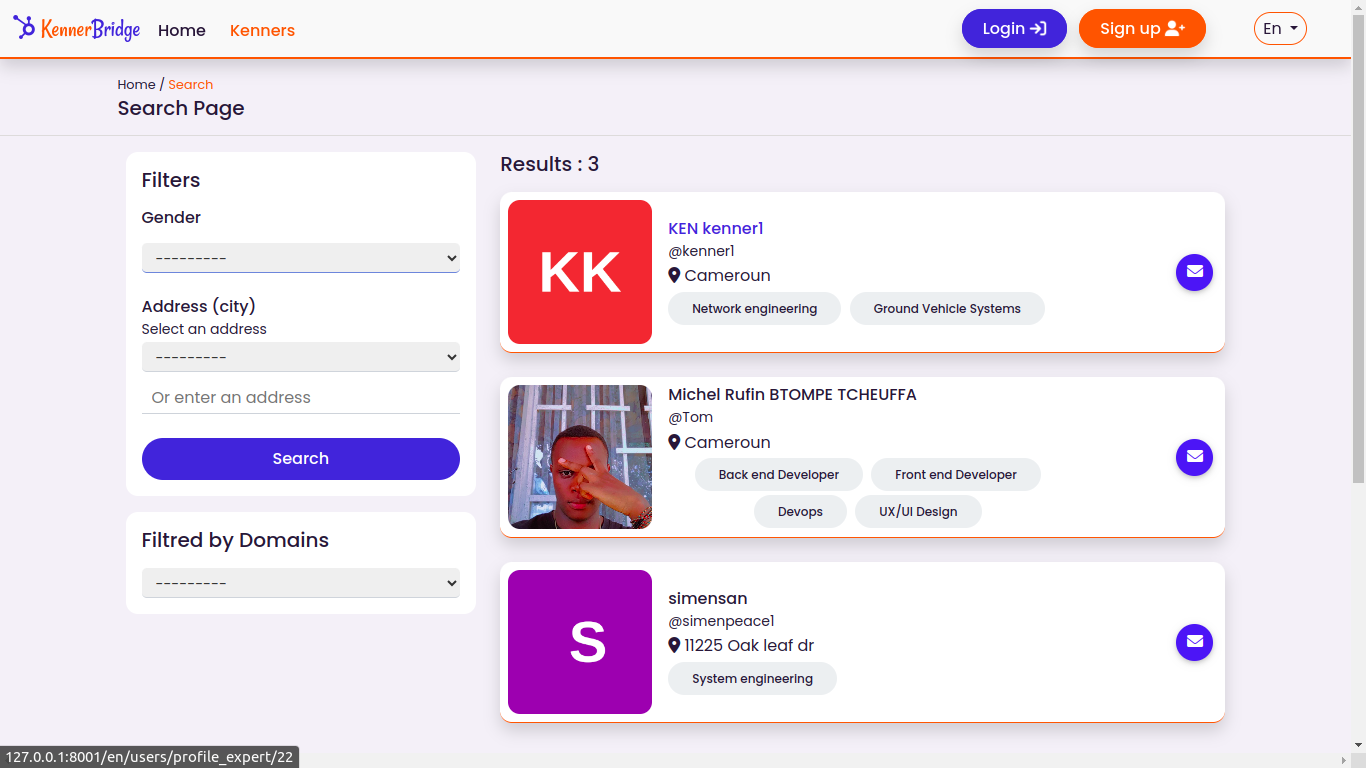 KennerBridge Home Kenners Login Sign up En
Home / Search
Search Page
Filters
Gender
---------
Address (city)
Select an address
---------
Or enter an address
Search
Filtred by Domains
---------
Results : 3
KK
KEN kenner1
@kenner1
Cameroun
Network engineering Ground Vehicle Systems
Michel Rufin BTOMPE TCHEUFFA
@Tom
Cameroun
Back end Developer Front end Developer
Devops UX/UI Design
S
simensan
@simenpeace1
11225 Oak leaf dr
System engineering
127.0.0.1:8001/en/users/profile_expert/22